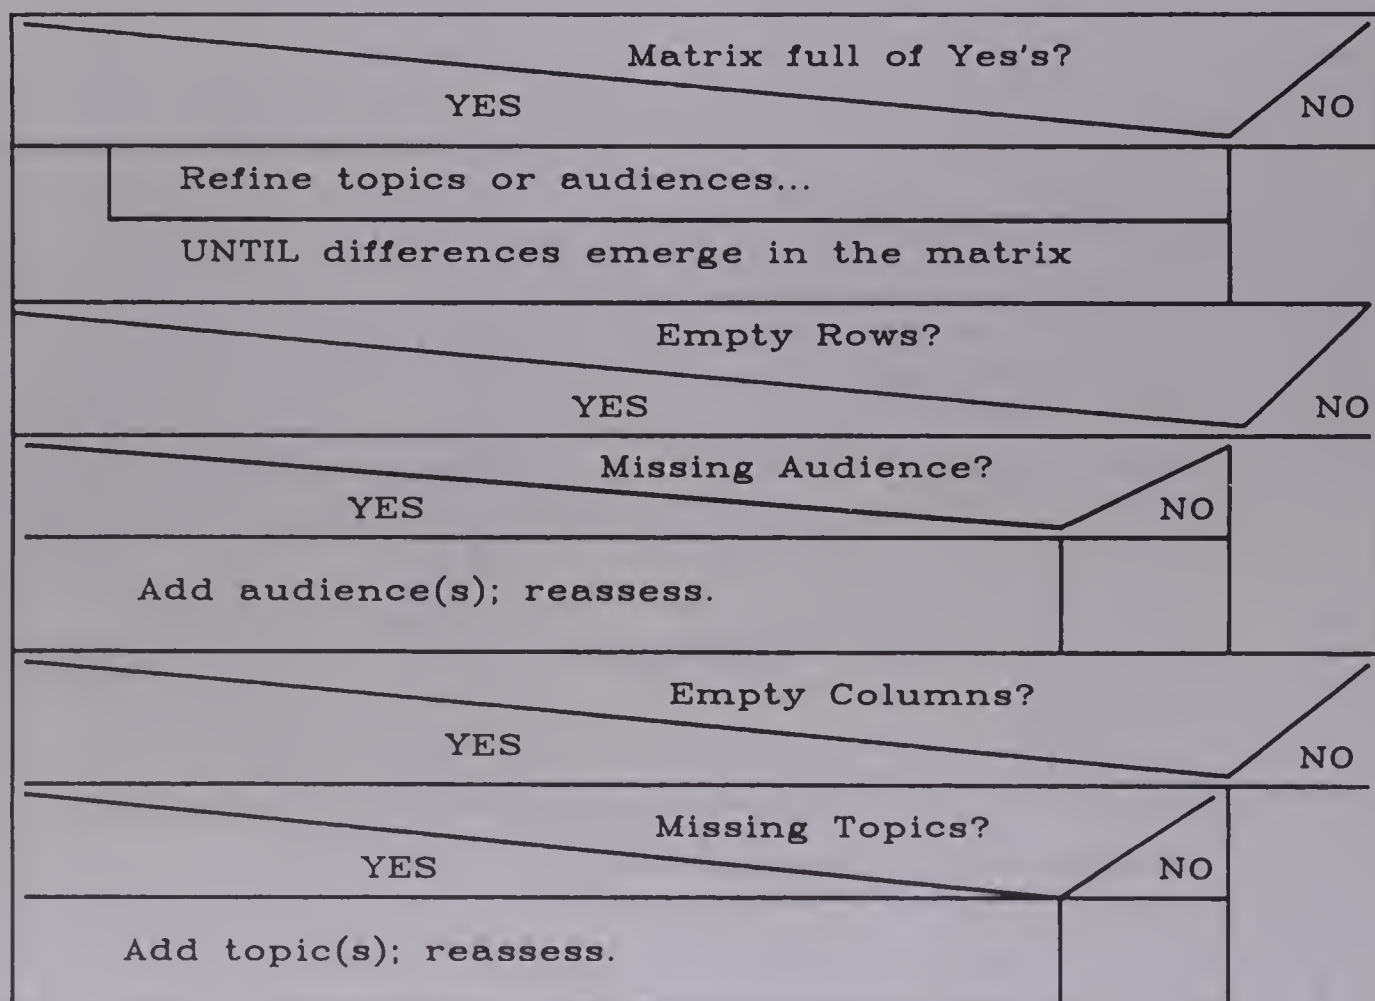 Matrix full of Yes's?
YES
NO
Refine topics or audiences...
UNTIL differences emerge in the matrix
Empty Rows?
YES
NO
Missing Audience?
YES
NO
Add audience(s); reassess.
Empty Columns?
YES
NO
Missing Topics?
YES
NO
Add topic(s); reassess.